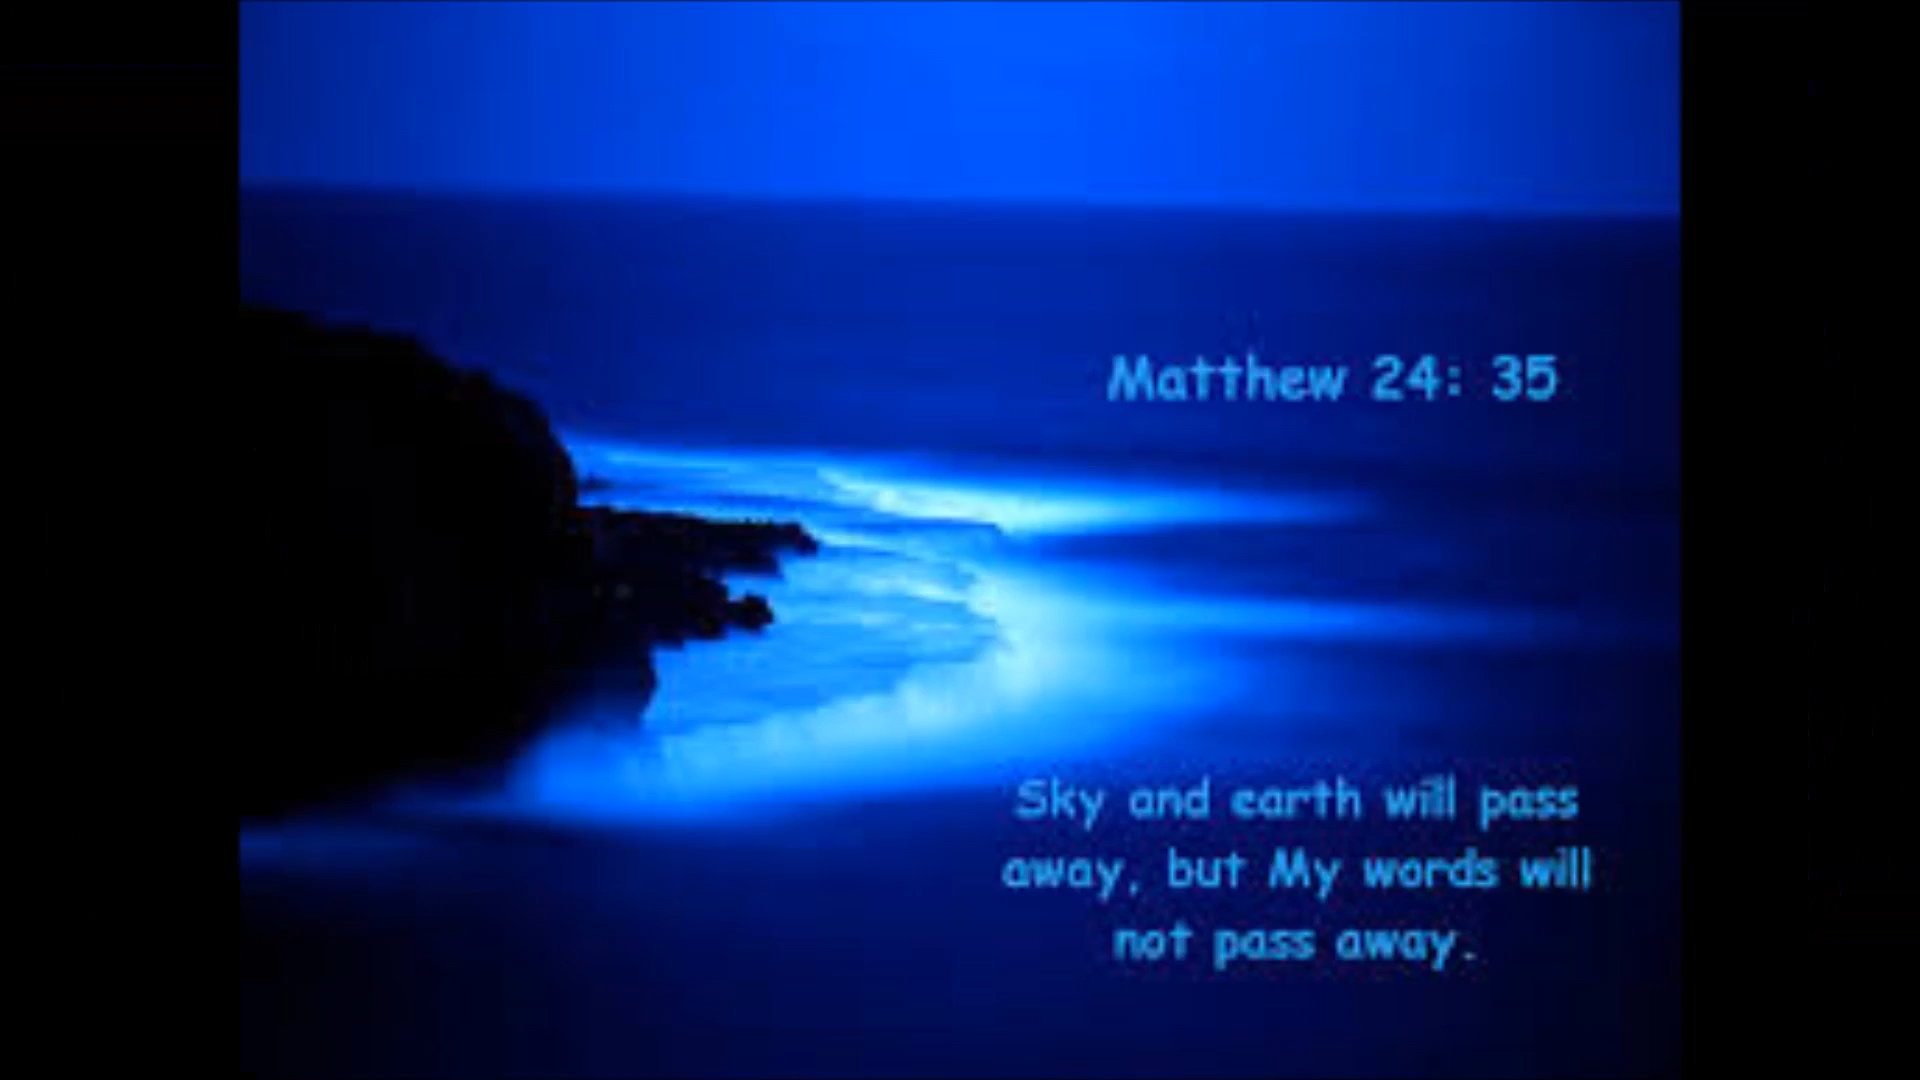 Matthew 24: 35
Sky and earth will pass
away, but My words will
not pass away.